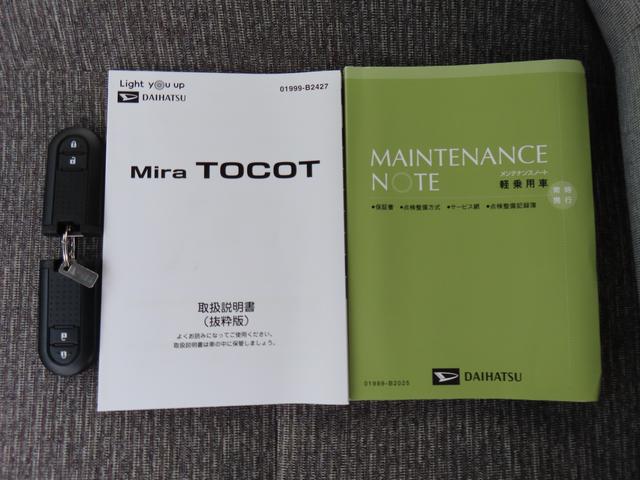 Light you up
DAIHATSU
01999-B2427
Mira TOCOT
取扱説明書
（抜粋版）
よくお読みになってご使用ください。
取扱説明書は車の中に保管しましょう。
MAINTENANCE
NOTE
メンテナンスノート
軽乗用車
常時
携行
●保証書 ●点検整備方式 ●サービス網 ●点検整備記録簿
01999-B2025
DAIHATSU